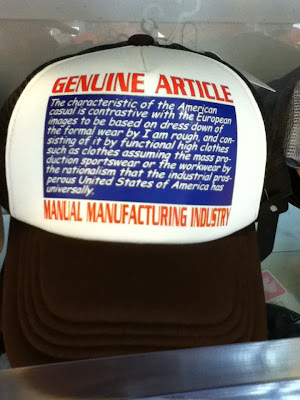 GENUINE ARTICLE
The characteristic of the American
casual is contrastive with the European
images to be based on dress down of
the formal wear by I am rough, and con-
sisting of it by functional high clothes
such as clothes assuming the mass pro-
duction sportswear or the workwear by
the rationalism that the industrial pros-
perous United States of America has
universally.
MANUAL MANUFACTURING INDUSTRY